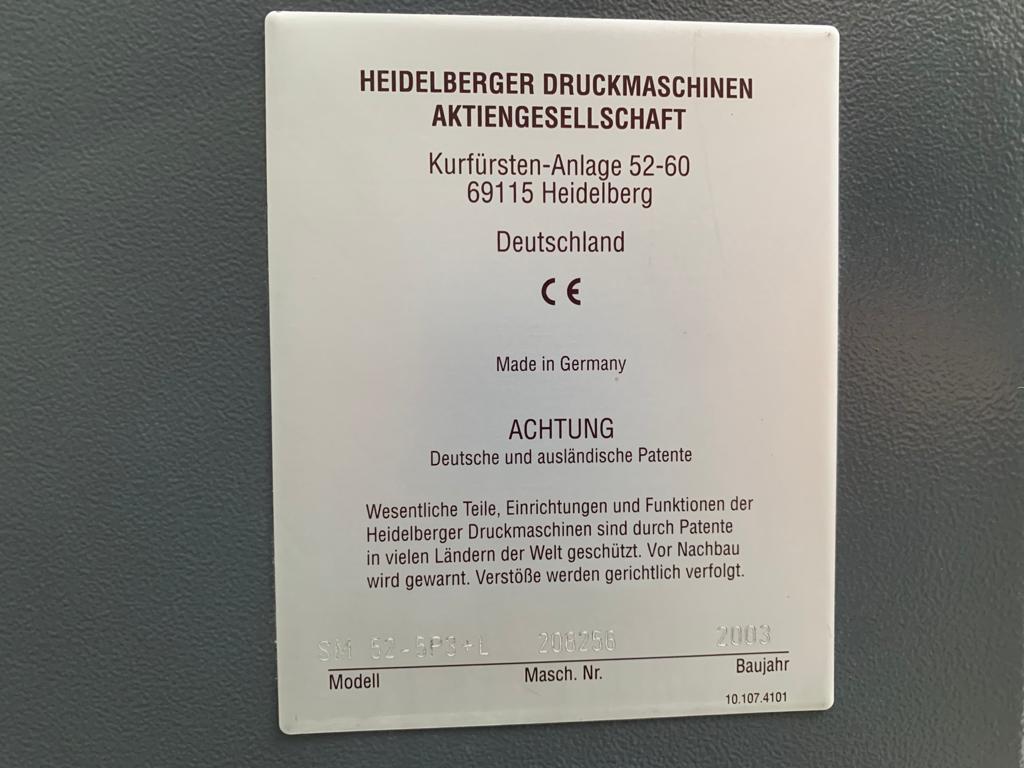 HEIDELBERGER DRUCKMASCHINEN
AKTIENGESELLSCHAFT
Kurfürsten-Anlage 52-60
69115 Heidelberg
Deutschland
CE
Made in Germany
ACHTUNG
Deutsche und ausländische Patente
Wesentliche Teile, Einrichtungen und Funktionen der
Heidelberger Druckmaschinen sind durch Patente
in vielen Ländern der Welt geschützt. Vor Nachbau
wird gewarnt. Verstöße werden gerichtlich verfolgt.
SM 52-5P3+L 208256 2003
Modell Masch. Nr. Baujahr
10.107.4101